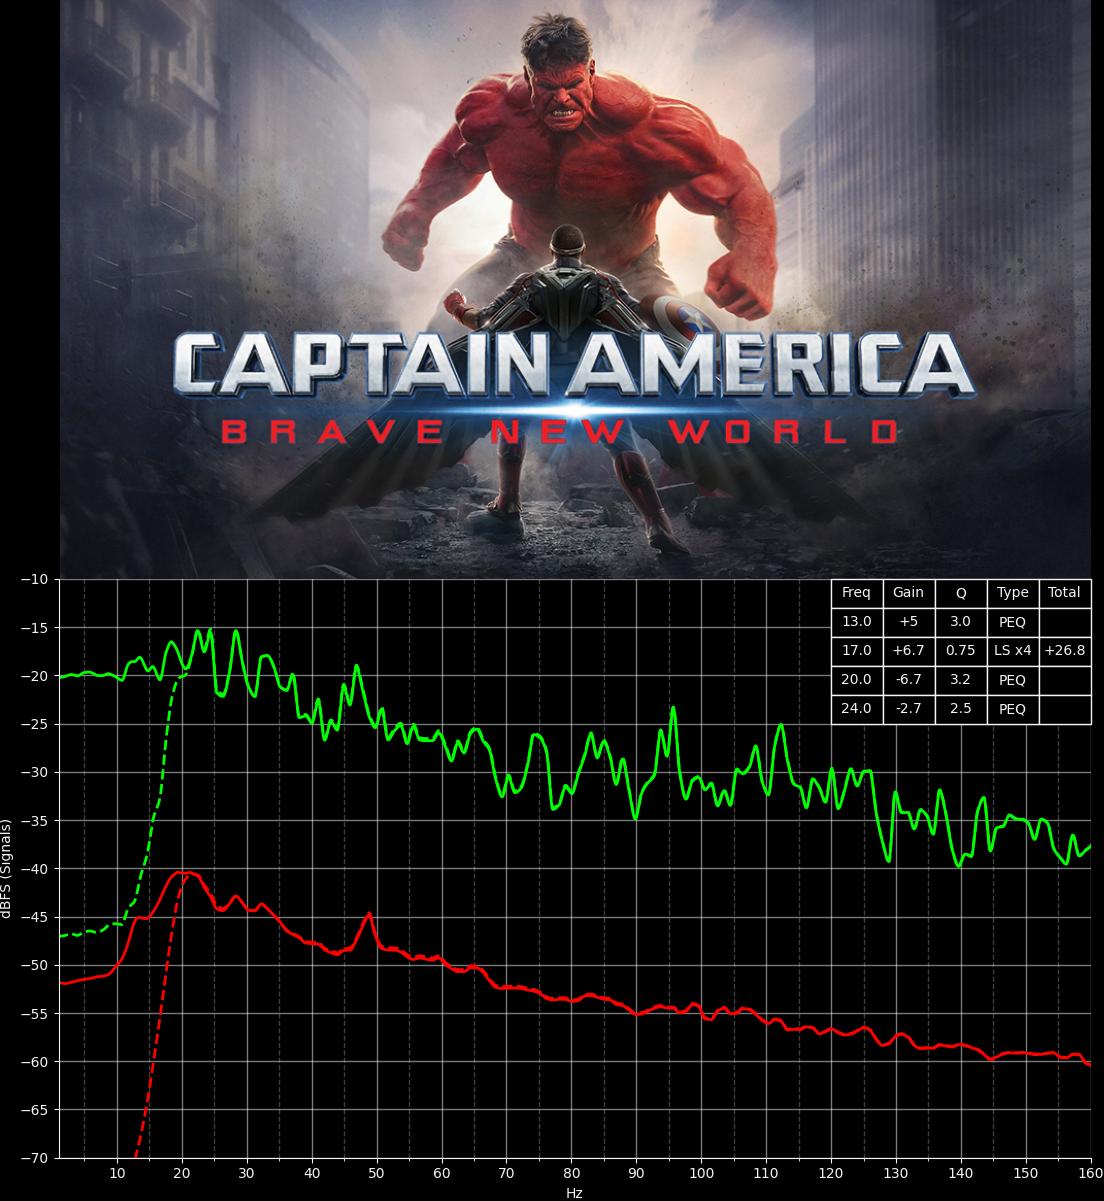 CAPTAIN AMERICA
BRAVE NEW WORLD
−10
−15
−20
−25
−30
−35
−40
−45
−50
−55
−60
−65
−70
dBFS (Signals)
Freq Gain Q Type Total
13.0 +5 3.0 PEQ
17.0 +6.7 0.75 LS x4 +26.8
20.0 -6.7 3.2 PEQ
24.0 -2.7 2.5 PEQ
10 20 30 40 50 60 70 80 90 100 110 120 130 140 150 160
Hz